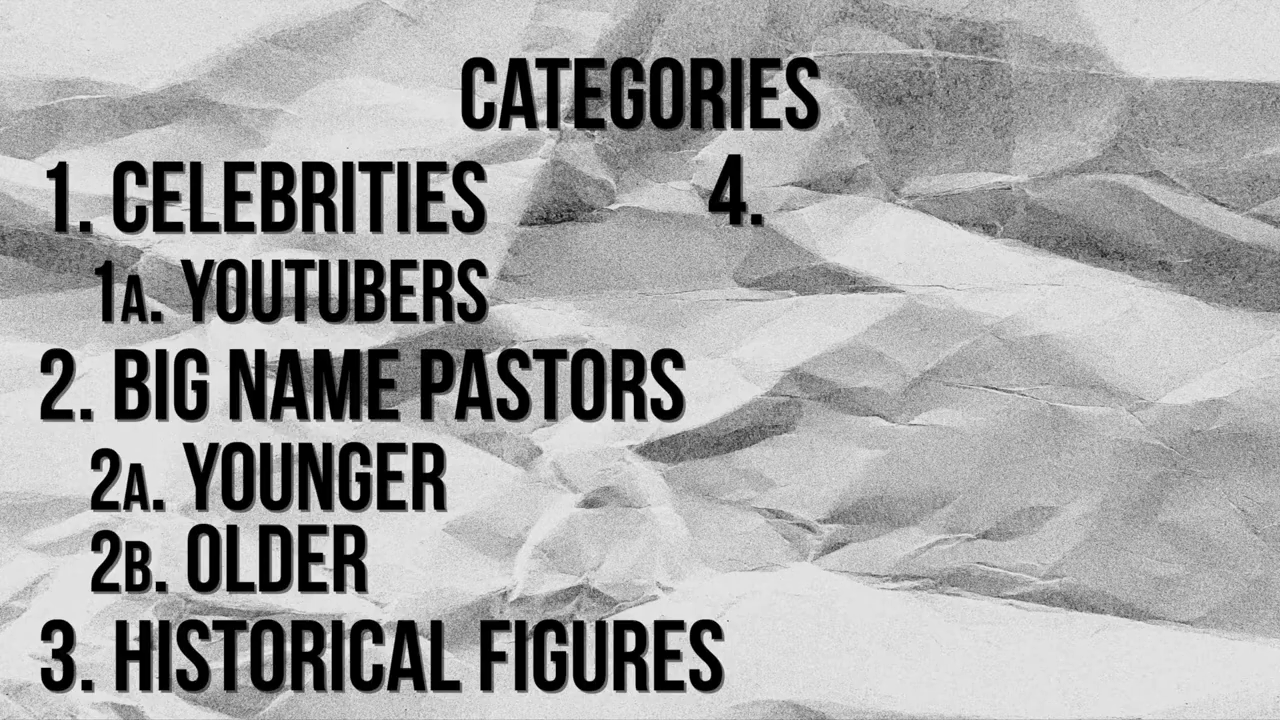 CATEGORIES
1. CELEBRITIES
1A. YOUTUBERS
2. BIG NAME PASTORS
2A. YOUNGER
2B. OLDER
3. HISTORICAL FIGURES
4.